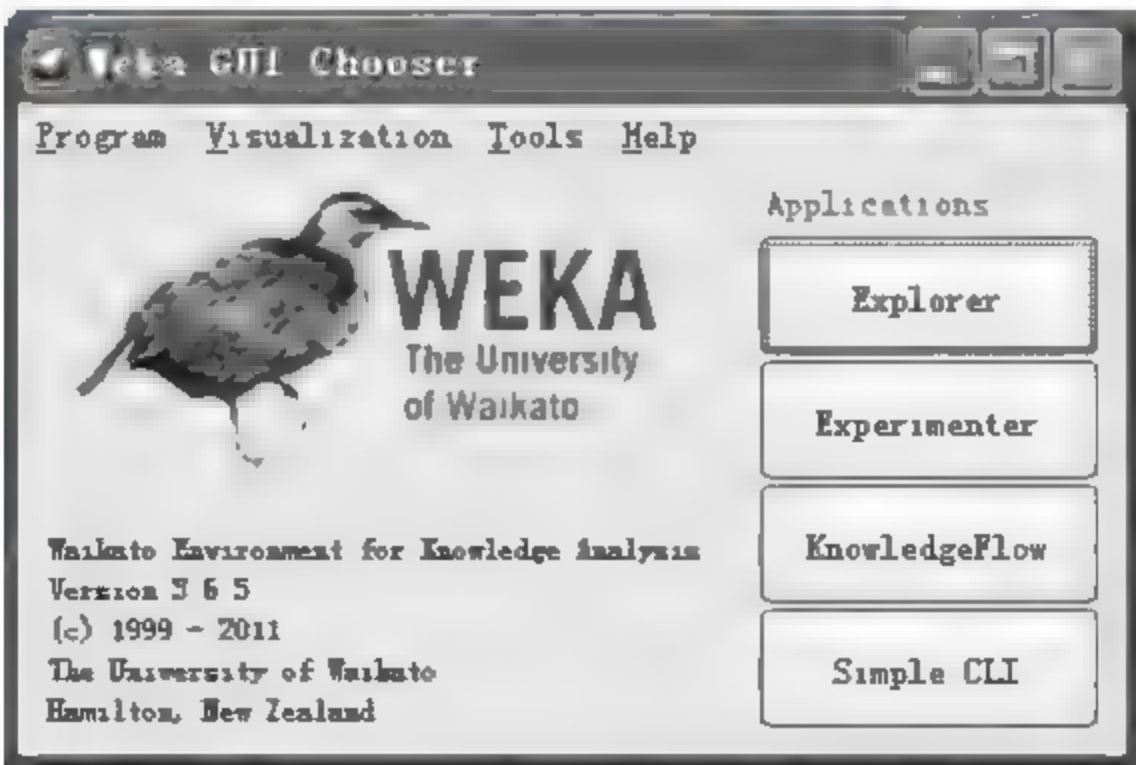 Weka GUI Chooser
Program Visualization Tools Help
WEKA
The University
of Waikato
Waikato Environment for Knowledge Analysis
Version 3 6 5
(c) 1999 - 2011
The University of Waikato
Hamilton, New Zealand
Applications
Explorer
Experimenter
KnowledgeFlow
Simple CLI